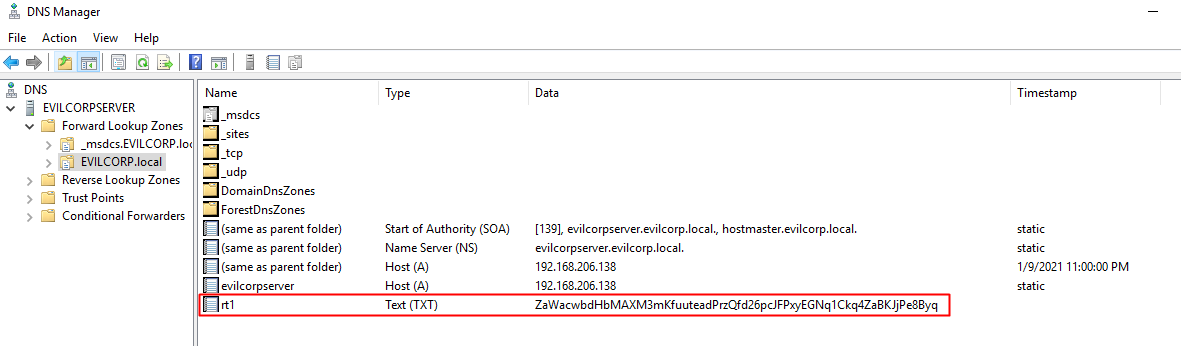 DNS Manager
File Action View Help
DNS
EVILCORPSERVER
Forward Lookup Zones
_msdcs.EVILCORP.loc
EVILCORP.local
Reverse Lookup Zones
Trust Points
Conditional Forwarders
Name Type Data Timestamp
_msdcs
_sites
_tcp
_udp
DomainDnsZones
ForestDnsZones
(same as parent folder) Start of Authority (SOA) [139], evilcorpserver.evilcorp.local., hostmaster.evilcorp.local. static
(same as parent folder) Name Server (NS) evilcorpserver.evilcorp.local. static
(same as parent folder) Host (A) 192.168.206.138 1/9/2021 11:00:00 PM
evilcorpserver Host (A) 192.168.206.138 static
rt1 Text (TXT) ZaWacwbdHbMAXM3mKfuuteadPrzQfd26pcJFPxyEGNq1Ckq4ZaBKJjPe8Byq